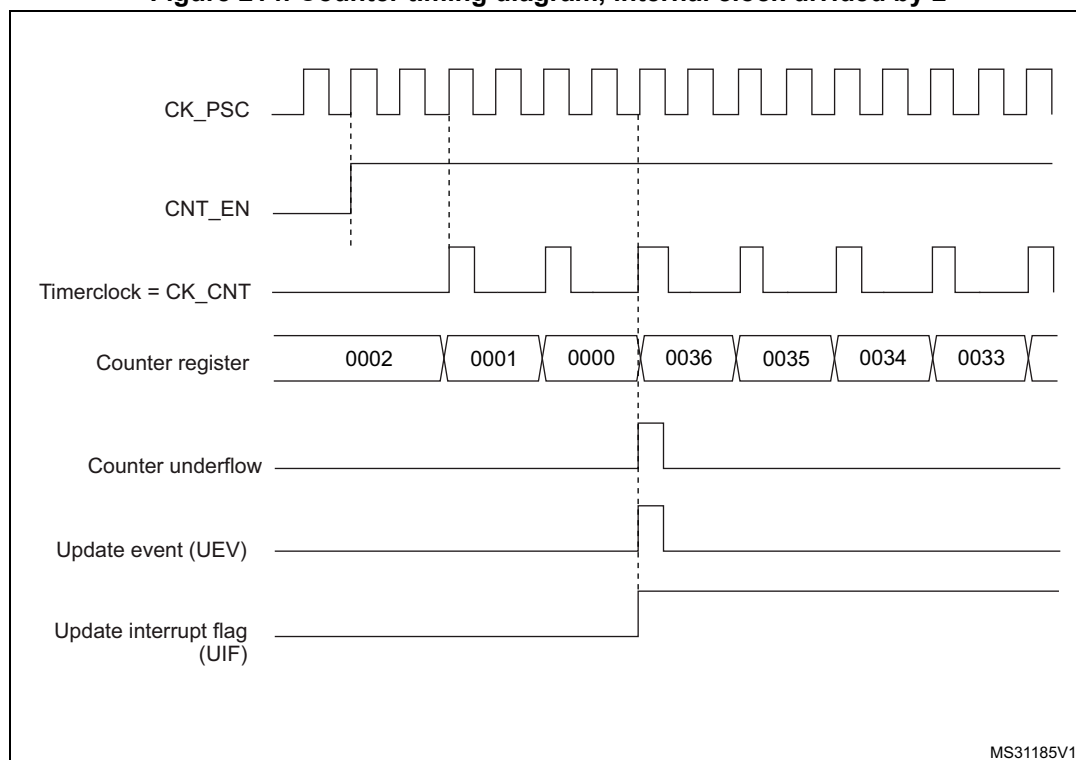 Figure 214. Counter timing diagram, internal clock divided by 2
CK_PSC
CNT_EN
Timerclock = CK_CNT
Counter register
0002
0001
0000
0036
0035
0034
0033
Counter underflow
Update event (UEV)
Update interrupt flag
(UIF)
MS31185V1